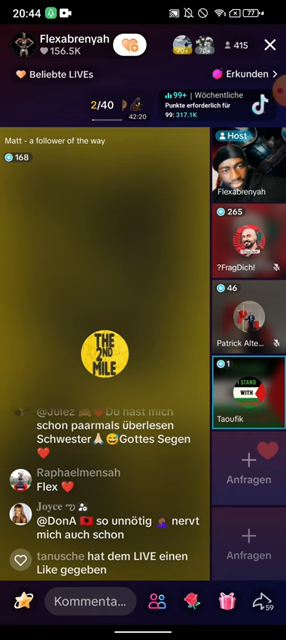 20:44
77
Flexabrenyah
156.5K
415
Beliebte LIVEs
Erkunden
2/40
42:20
99+ Wöchentliche
Punkte erforderlich für
99: 317.1K
Matt - a follower of the way
168
Host
Flexabrenyah
265
?FragDich!
46
Patrick Alte...
1
I STAND
WITH
Taoufik
THE
2ND
MILE
@Julez Du hast mich
schon paarmals überlesen
Schwester🙏😅Gottes Segen
❤️
Raphaelmensah
Flex ❤️
Joyce
@DonA 🇦🇱 so unnötig 🤦🏾‍♀️ nervt
mich auch schon
tanusche hat dem LIVE einen
Like gegeben
Anfragen
Anfragen
Kommenta...
59